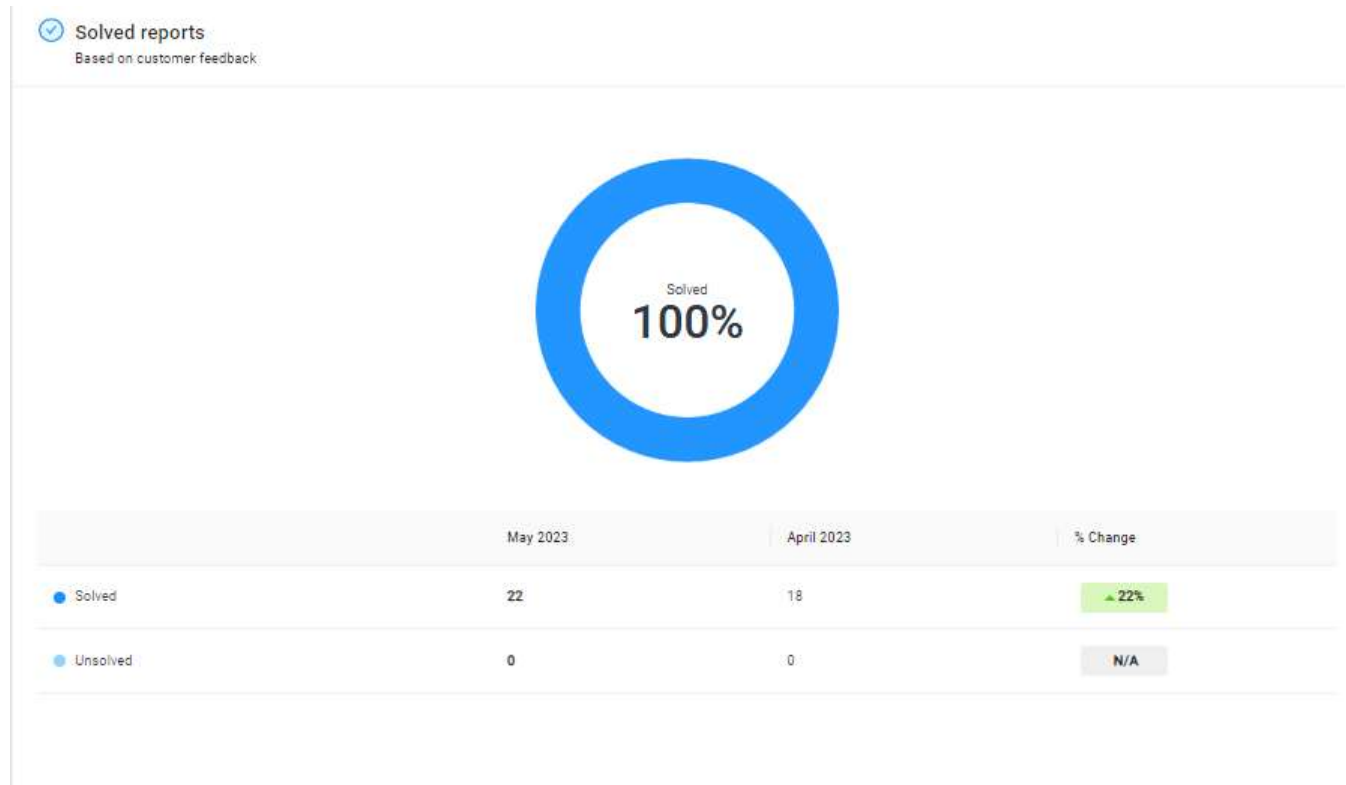 Solved reports
Based on customer feedback
Solved
100%
May 2023 April 2023 % Change
Solved 22 18 22%
Unsolved 0 0 N/A